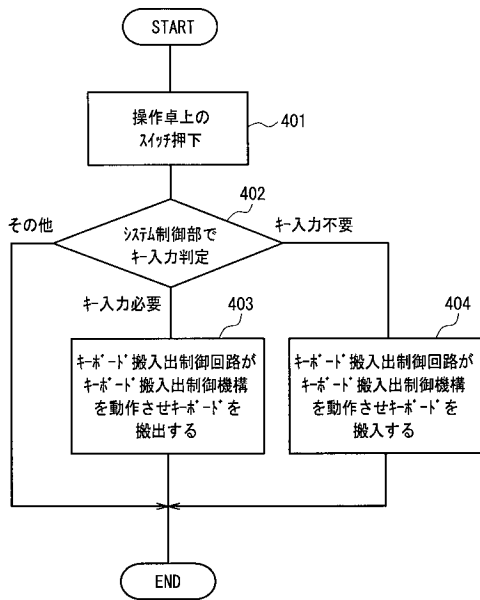 START
操作卓上の
ｽｲｯﾁ押下
401
402
その他
ｼｽﾃﾑ制御部で
ｷｰ入力判定
ｷｰ入力不要
ｷｰ入力必要
403
404
ｷｰﾎﾞｰﾄﾞ搬入出制御回路が
ｷｰﾎﾞｰﾄﾞ搬入出制御機構
を動作させｷｰﾎﾞｰﾄﾞを
搬出する
ｷｰﾎﾞｰﾄﾞ搬入出制御回路が
ｷｰﾎﾞｰﾄﾞ搬入出制御機構
を動作させｷｰﾎﾞｰﾄﾞを
搬入する
END